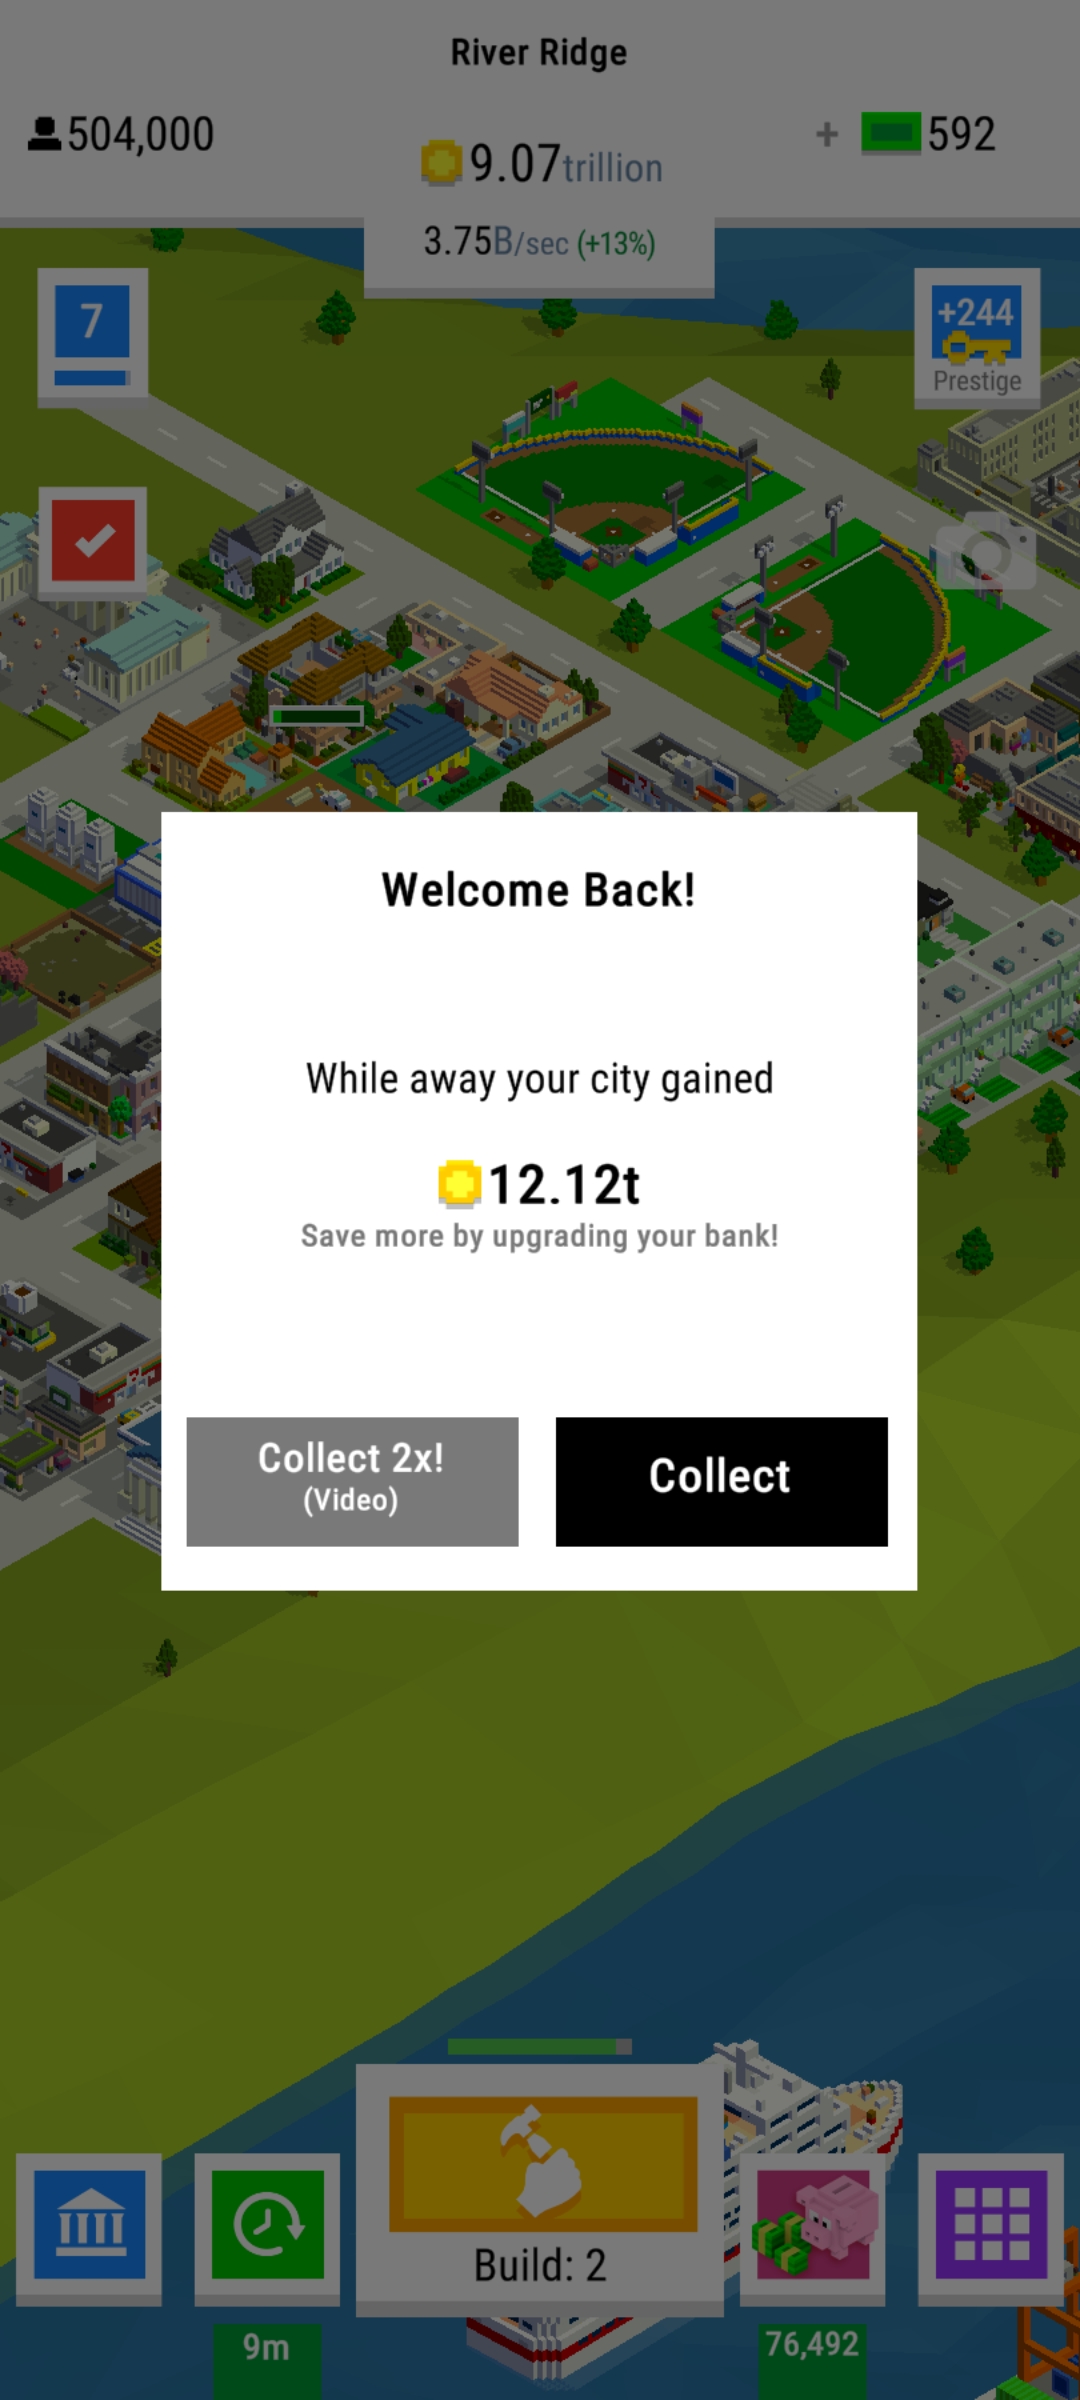 River Ridge
504,000
9.07trillion
+ 592
3.75B/sec (+13%)
7
+244
Prestige
Welcome Back!
While away your city gained
12.12t
Save more by upgrading your bank!
Collect 2x!
(Video)
Collect
Build: 2
9m
76,492